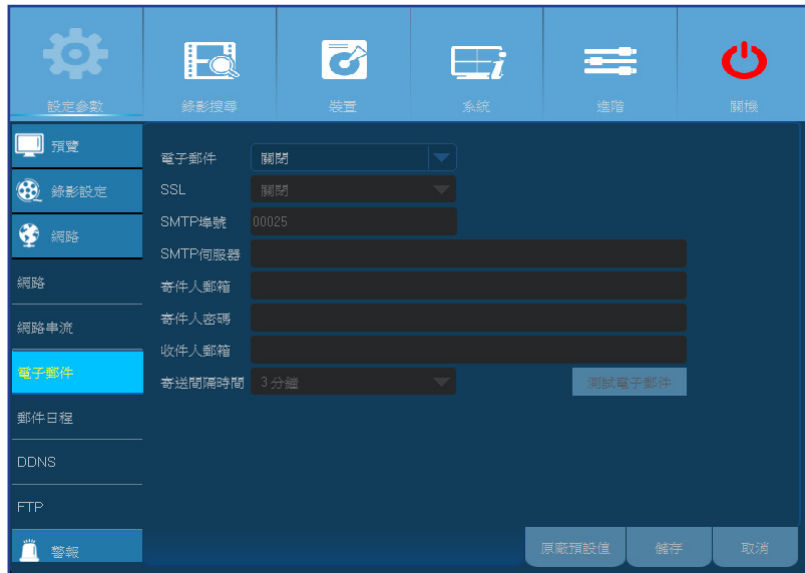 設定參數
錄影搜尋
裝置
系統
進階
關機
預覽
錄影設定
網路
網路
網路串流
電子郵件
郵件日程
DDNS
FTP
警報
電子郵件 關閉
SSL 關閉
SMTP埠號 00025
SMTP伺服器
寄件人郵箱
寄件人密碼
收件人郵箱
寄送間隔時間 3分鐘
測試電子郵件
原廠預設值
儲存
取消